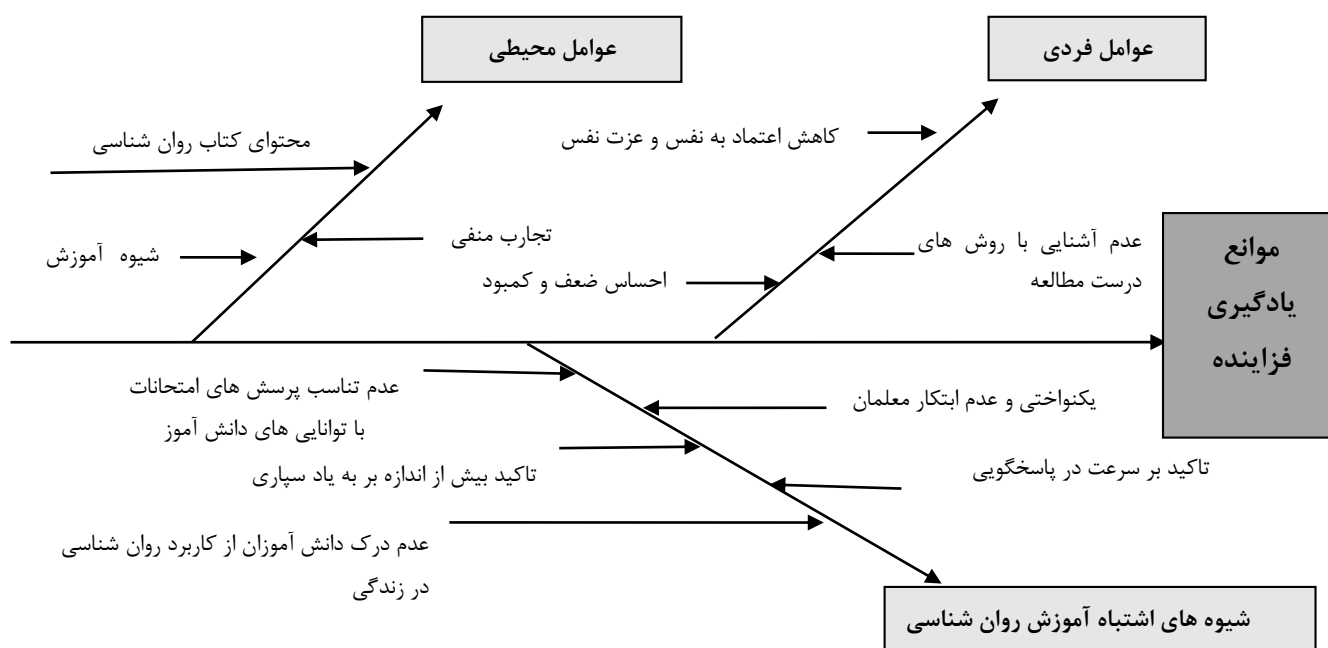 عوامل فردی
عوامل محیطی
کاهش اعتماد به نفس و عزت نفس
محتوای کتاب روان شناسی
عدم آشنایی با روش های
درست مطالعه
تجارب منفی
احساس ضعف و کمبود
شیوه آموزش
موانع
یادگیری
فزاینده
یکنواختی و عدم ابتکار معلمان
عدم تناسب پرسش های امتحانات
با توانایی های دانش آموز
تاکید بر سرعت در پاسخگویی
تاکید بیش از اندازه بر به یاد سپاری
عدم درک دانش آموزان از کاربرد روان شناسی
در زندگی
شیوه های اشتباه آموزش روان شناسی